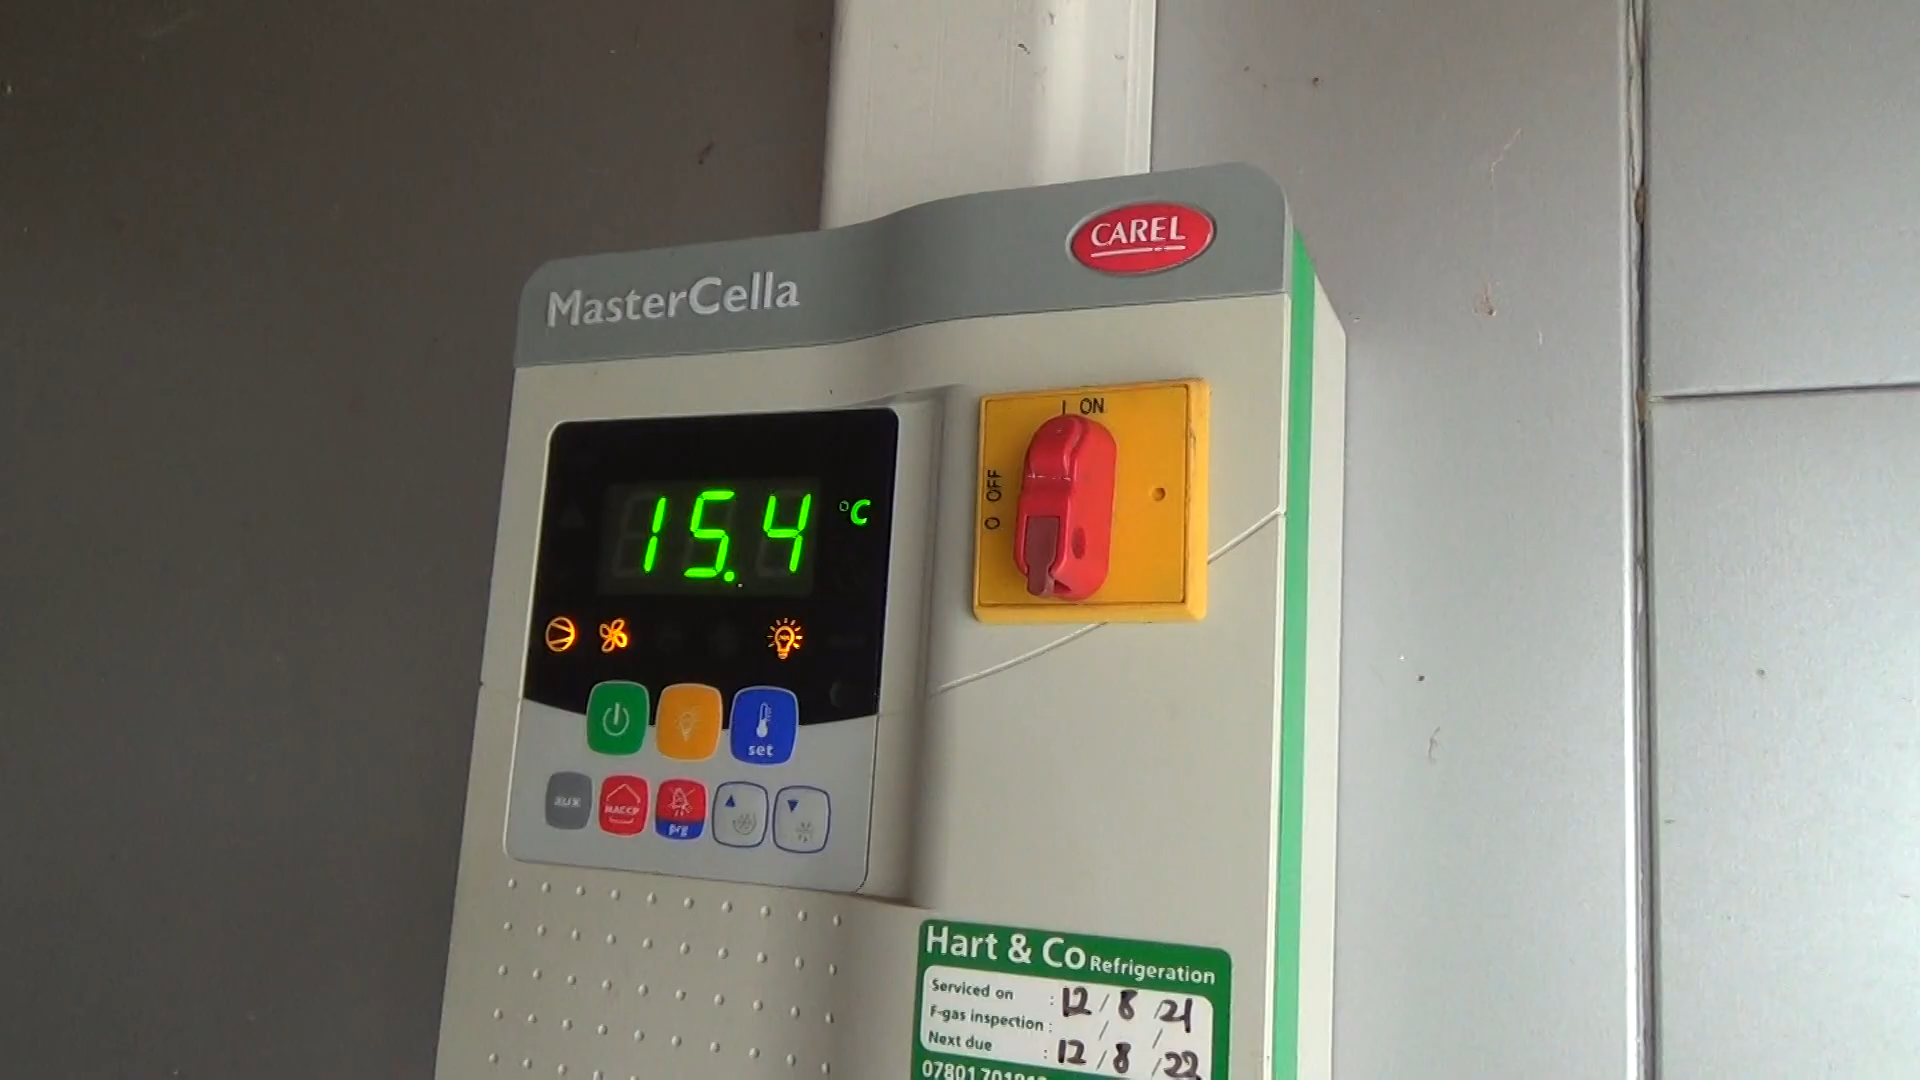 CAREL
MasterCella
I ON
O OFF
15.4 °C
set
aux
HACCP
prg
Hart & Co Refrigeration
Serviced on : 12 / 8 / 21
F-gas inspection : / /
Next due : 12 / 8 / 22